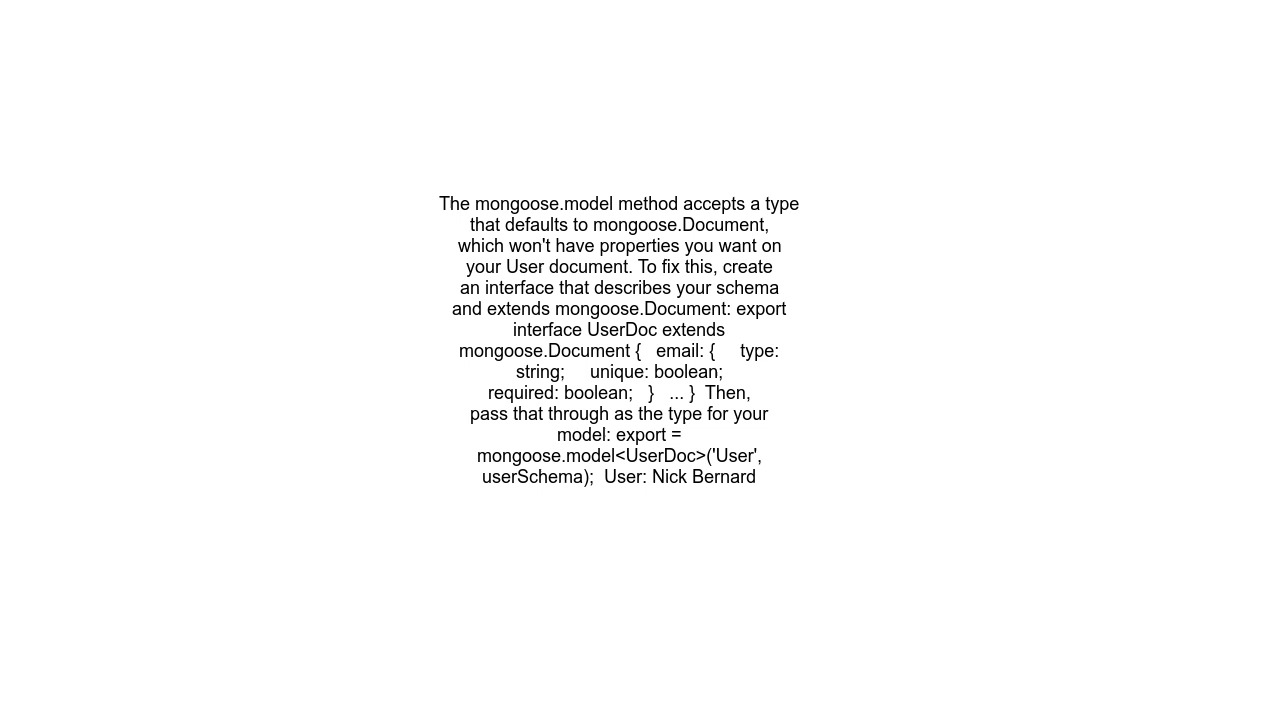 The mongoose.model method accepts a type
that defaults to mongoose.Document,
which won't have properties you want on
your User document. To fix this, create
an interface that describes your schema
and extends mongoose.Document: export
interface UserDoc extends
mongoose.Document {   email: {     type:
string;     unique: boolean;
required: boolean;   }   ... }  Then,
pass that through as the type for your
model: export =
mongoose.model<UserDoc>('User',
userSchema);  User: Nick Bernard